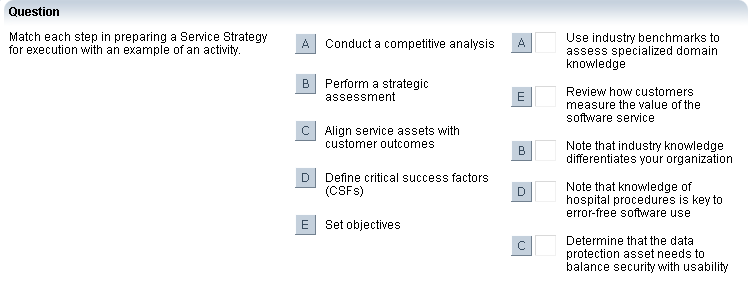 Question
Match each step in preparing a Service Strategy
for execution with an example of an activity.
A Conduct a competitive analysis
B Perform a strategic
assessment
C Align service assets with
customer outcomes
D Define critical success factors
(CSFs)
E Set objectives
A Use industry benchmarks to
assess specialized domain
knowledge
E Review how customers
measure the value of the
software service
B Note that industry knowledge
differentiates your organization
D Note that knowledge of
hospital procedures is key to
error-free software use
C Determine that the data
protection asset needs to
balance security with usability